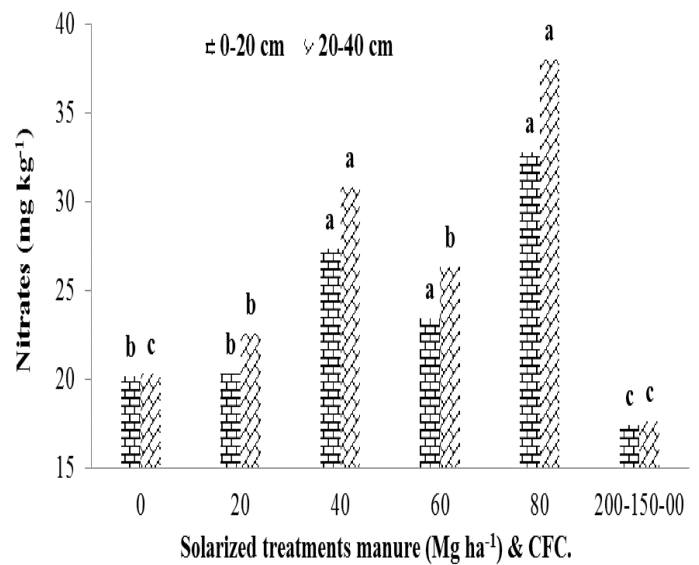 40
0-20 cm 20-40 cm
a
35
a
a
30
a
b
a
25
b
b
b c
20
c c
15
Nitrates (mg kg⁻¹)
0 20 40 60 80 200-150-00
Solarized treatments manure (Mg ha⁻¹) & CFC.